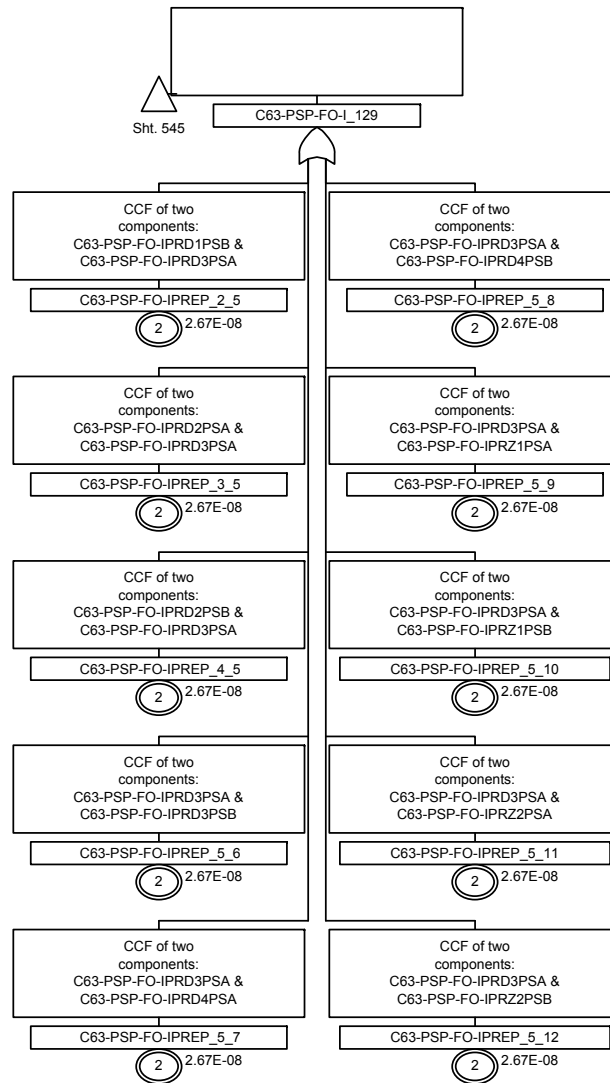 Sht. 545
C63-PSP-FO-I_129
CCF of two
components:
C63-PSP-FO-IPRD1PSB &
C63-PSP-FO-IPRD3PSA
C63-PSP-FO-IPREP_2_5
2
2.67E-08
CCF of two
components:
C63-PSP-FO-IPRD3PSA &
C63-PSP-FO-IPRD4PSB
C63-PSP-FO-IPREP_5_8
2
2.67E-08
CCF of two
components:
C63-PSP-FO-IPRD2PSA &
C63-PSP-FO-IPRD3PSA
C63-PSP-FO-IPREP_3_5
2
2.67E-08
CCF of two
components:
C63-PSP-FO-IPRD3PSA &
C63-PSP-FO-IPRZ1PSA
C63-PSP-FO-IPREP_5_9
2
2.67E-08
CCF of two
components:
C63-PSP-FO-IPRD2PSB &
C63-PSP-FO-IPRD3PSA
C63-PSP-FO-IPREP_4_5
2
2.67E-08
CCF of two
components:
C63-PSP-FO-IPRD3PSA &
C63-PSP-FO-IPRZ1PSB
C63-PSP-FO-IPREP_5_10
2
2.67E-08
CCF of two
components:
C63-PSP-FO-IPRD3PSA &
C63-PSP-FO-IPRD3PSB
C63-PSP-FO-IPREP_5_6
2
2.67E-08
CCF of two
components:
C63-PSP-FO-IPRD3PSA &
C63-PSP-FO-IPRZ2PSA
C63-PSP-FO-IPREP_5_11
2
2.67E-08
CCF of two
components:
C63-PSP-FO-IPRD3PSA &
C63-PSP-FO-IPRD4PSA
C63-PSP-FO-IPREP_5_7
2
2.67E-08
CCF of two
components:
C63-PSP-FO-IPRD3PSA &
C63-PSP-FO-IPRZ2PSB
C63-PSP-FO-IPREP_5_12
2
2.67E-08